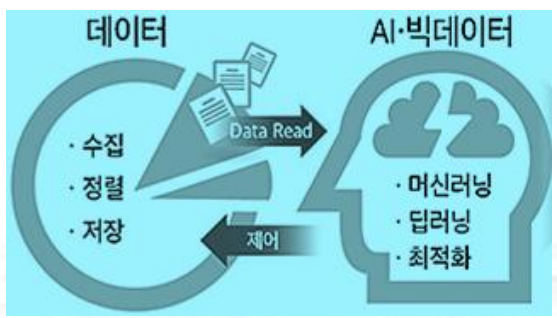 데이터
AI·빅데이터
· 수집
· 정렬
· 저장
Data Read
제어
· 머신러닝
· 딥러닝
· 최적화